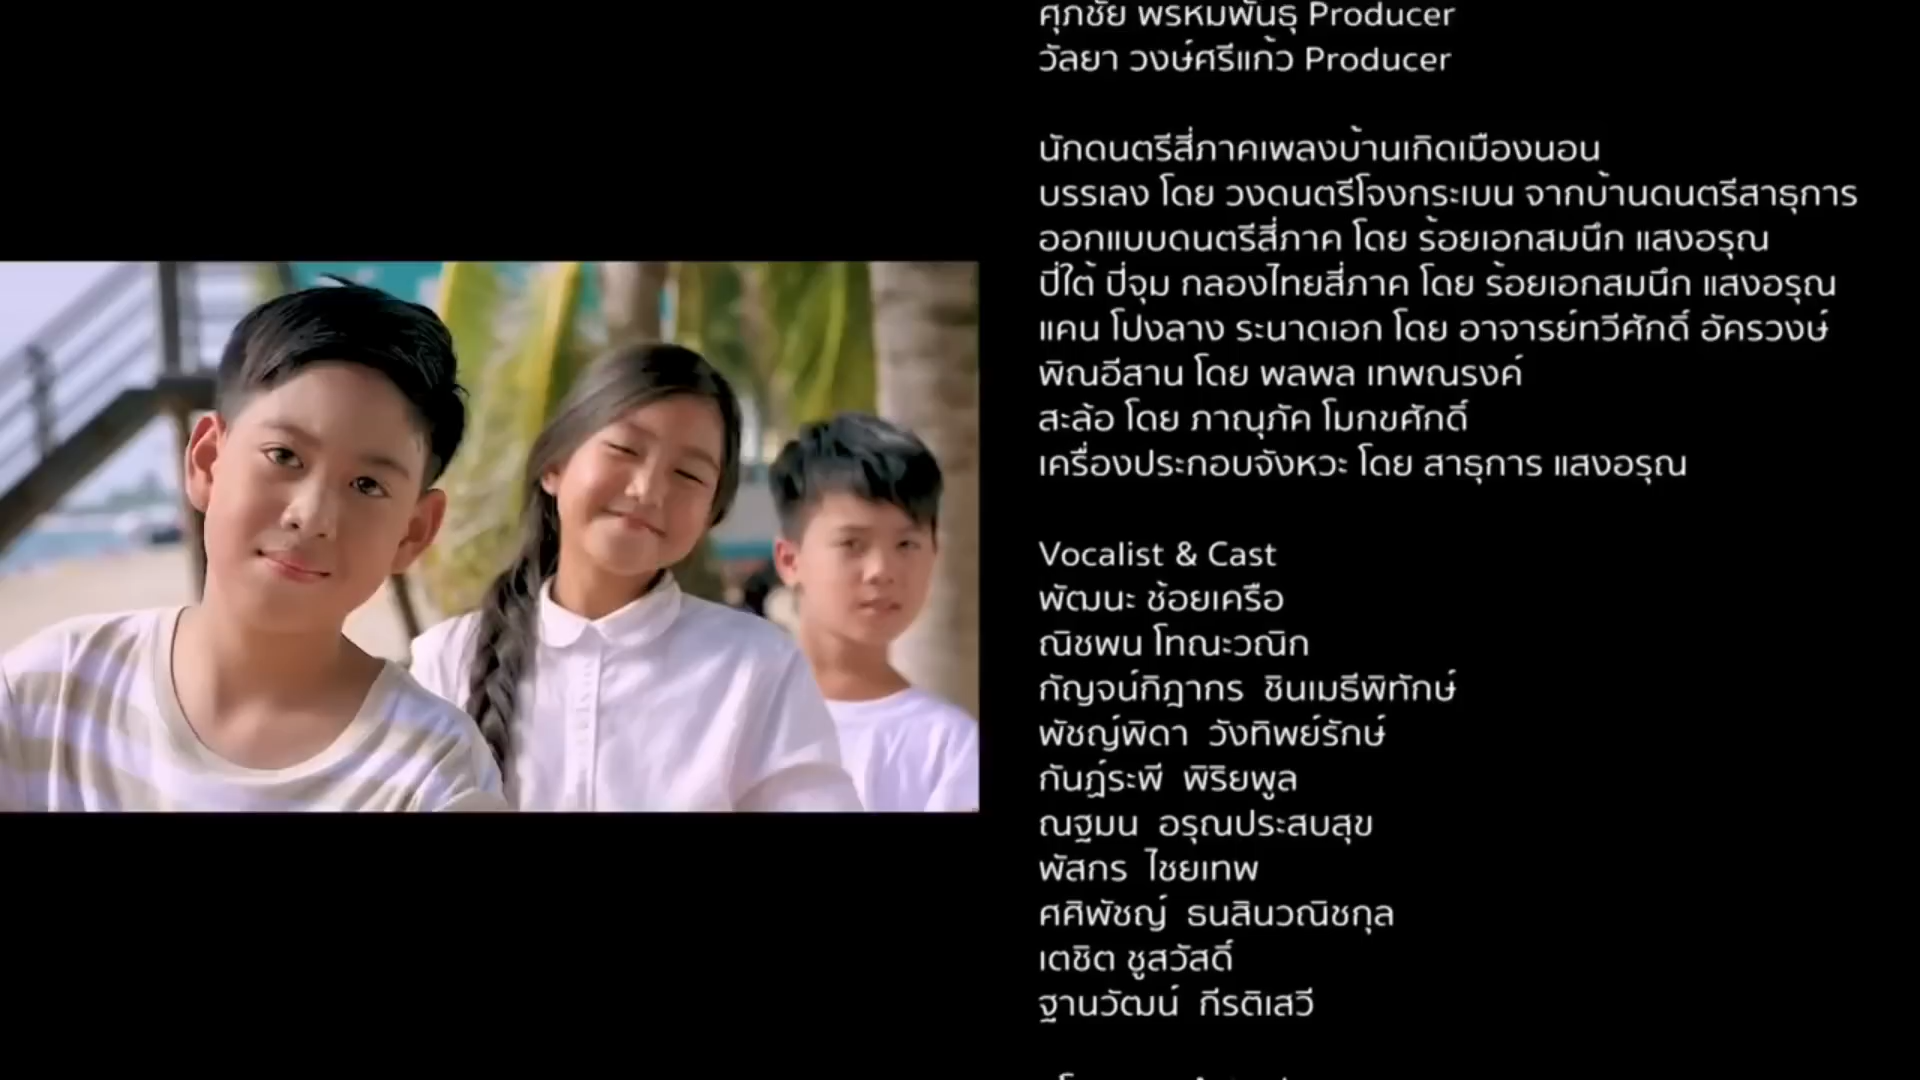 ศุภชัย พรหมพันธุ์ Producer
วัลยา วงษ์ศรีแก้ว Producer
นักดนตรีสี่ภาคเพลงบ้านเกิดเมืองนอน
บรรเลง โดย วงดนตรีโจงกระเบน จากบ้านดนตรีสาธุการ
ออกแบบดนตรีสี่ภาค โดย ร้อยเอกสมนึก แสงอรุณ
ปี่ใต้ ปี่จุม กลองไทยสี่ภาค โดย ร้อยเอกสมนึก แสงอรุณ
แคน โปงลาง ระนาดเอก โดย อาจารย์ทวีศักดิ์ อัครวงษ์
พิณอีสาน โดย พลพล เทพณรงค์
สะล้อ โดย ภาณุภัค โมกขศักดิ์
เครื่องประกอบจังหวะ โดย สาธุการ แสงอรุณ
Vocalist & Cast
พัฒนะ ช้อยเครือ
ณิชพน โทณะวณิก
กัญจน์กิฎากร ชินเมธีพิทักษ์
พัชญ์พิดา วังทิพย์รักษ์
กันฏ์ระพี พิริยพูล
ณฐมน อรุณประสบสุข
พัสกร ไชยเทพ
ศศิพัชญ์ ธนสินวณิชกุล
เตชิต ชูสวัสดิ์
ฐานวัฒน์ กีรติเสวี